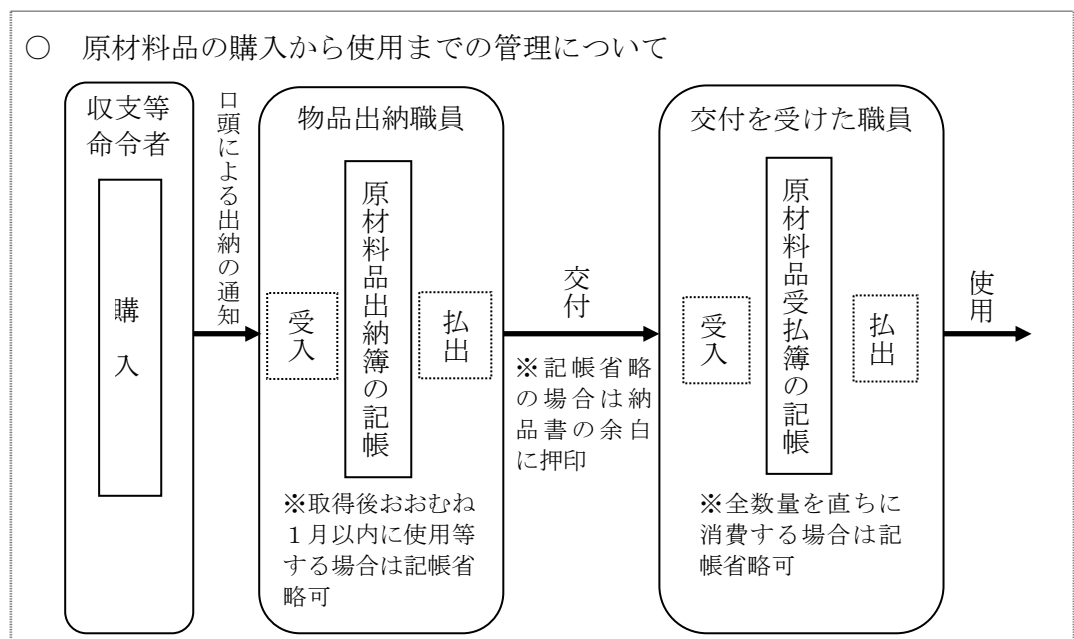 ○　原材料品の購入から使用までの管理について
収支等
命令者
購入
口頭による出納の通知
物品出納職員
受入
原材料品出納簿の記帳
払出
※取得後おおむね
１月以内に使用等
する場合は記帳省
略可
交付
※記帳省略
の場合は納
品書の余白
に押印
交付を受けた職員
受入
原材料品受払簿の記帳
払出
※全数量を直ちに
消費する場合は記
帳省略可
使用